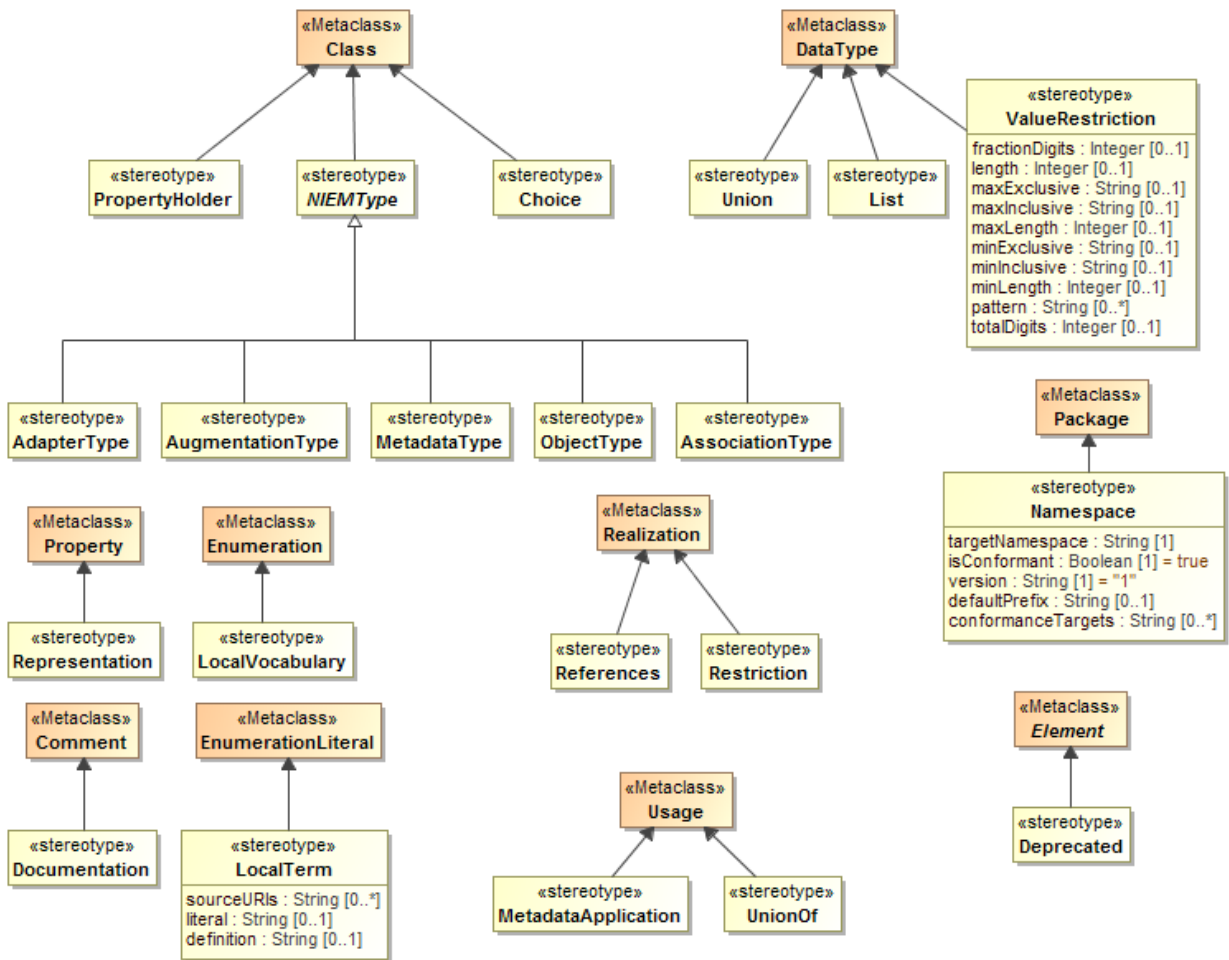 «Metaclass»
Class
«Metaclass»
DataType
«stereotype»
PropertyHolder
«stereotype»
NIEMType
«stereotype»
Choice
«stereotype»
Union
«stereotype»
List
«stereotype»
ValueRestriction
fractionDigits : Integer [0..1]
length : Integer [0..1]
maxExclusive : String [0..1]
maxInclusive : String [0..1]
maxLength : Integer [0..1]
minExclusive : String [0..1]
minInclusive : String [0..1]
minLength : Integer [0..1]
pattern : String [0..*]
totalDigits : Integer [0..1]
«stereotype»
AdapterType
«stereotype»
AugmentationType
«stereotype»
MetadataType
«stereotype»
ObjectType
«stereotype»
AssociationType
«Metaclass»
Package
«stereotype»
Namespace
targetNamespace : String [1]
isConformant : Boolean [1] = true
version : String [1] = "1"
defaultPrefix : String [0..1]
conformanceTargets : String [0..*]
«Metaclass»
Property
«Metaclass»
Enumeration
«Metaclass»
Realization
«stereotype»
Representation
«stereotype»
LocalVocabulary
«stereotype»
References
«stereotype»
Restriction
«Metaclass»
Comment
«Metaclass»
EnumerationLiteral
«Metaclass»
Element
«Metaclass»
Usage
«stereotype»
Documentation
«stereotype»
LocalTerm
sourceURIs : String [0..*]
literal : String [0..1]
definition : String [0..1]
«stereotype»
MetadataApplication
«stereotype»
UnionOf
«stereotype»
Deprecated